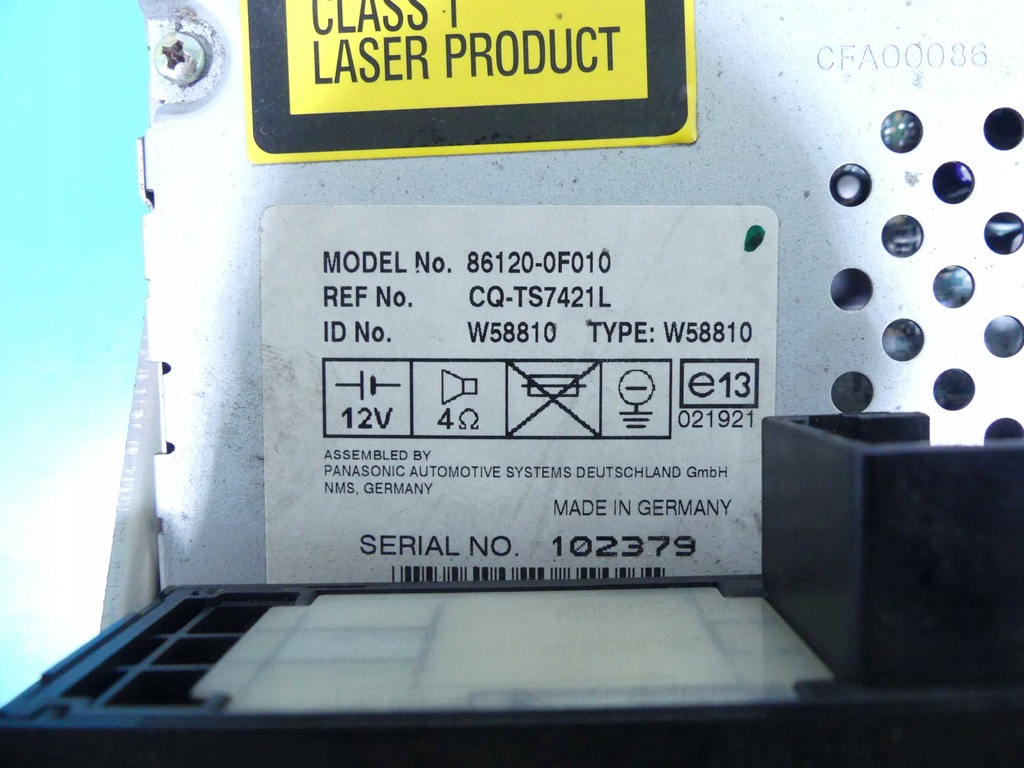 CLASS 1
LASER PRODUCT
CFA00086
MODEL No. 86120-0F010
REF No. CQ-TS7421L
ID No. W58810 TYPE: W58810
12V 4Ω e13
021921
ASSEMBLED BY
PANASONIC AUTOMOTIVE SYSTEMS DEUTSCHLAND GmbH
NMS, GERMANY
MADE IN GERMANY
SERIAL NO. 102379